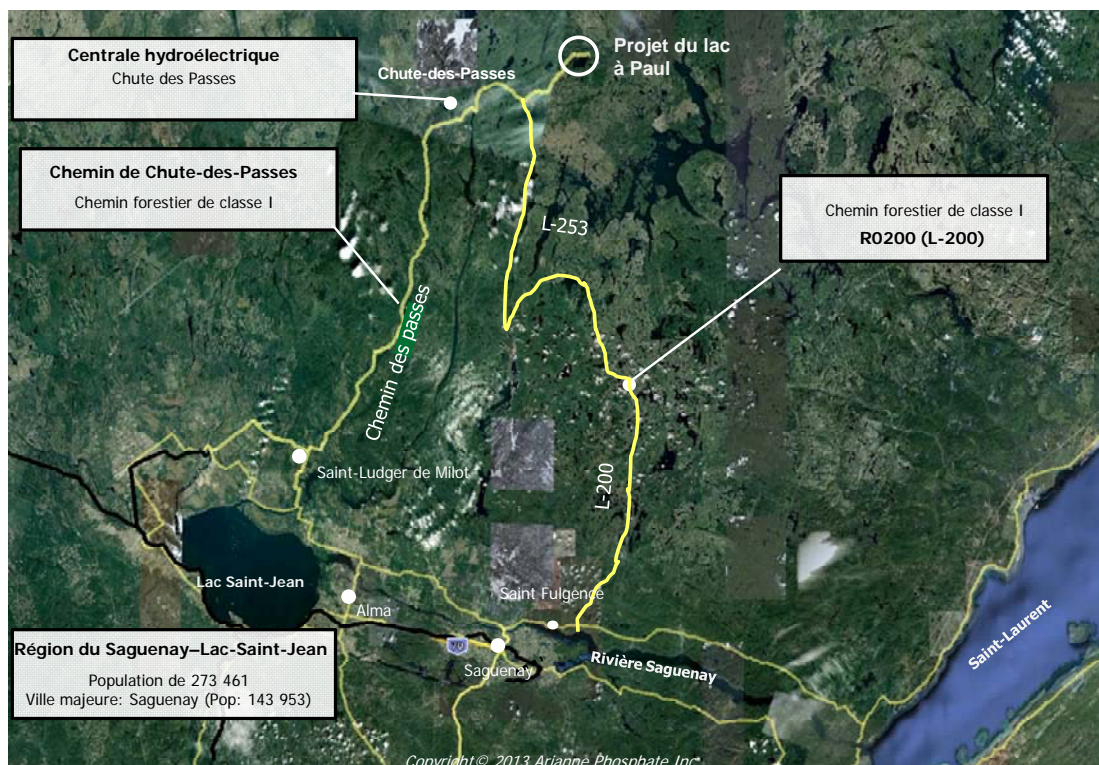 Centrale hydroélectrique
Chute des Passes
Chute-des-Passes
Projet du lac
à Paul
Chemin de Chute-des-Passes
Chemin forestier de classe I
L-253
Chemin forestier de classe I
R0200 (L-200)
Chemin des passes
Saint-Ludger de Milot
L-200
Lac Saint-Jean
Alma
Saint Fulgence
Saint-Laurent
70
Saguenay
Rivière Saguenay
Région du Saguenay–Lac-Saint-Jean
Population de 273 461
Ville majeure: Saguenay (Pop: 143 953)
Copyright© 2013 Arianne Phosphate Inc